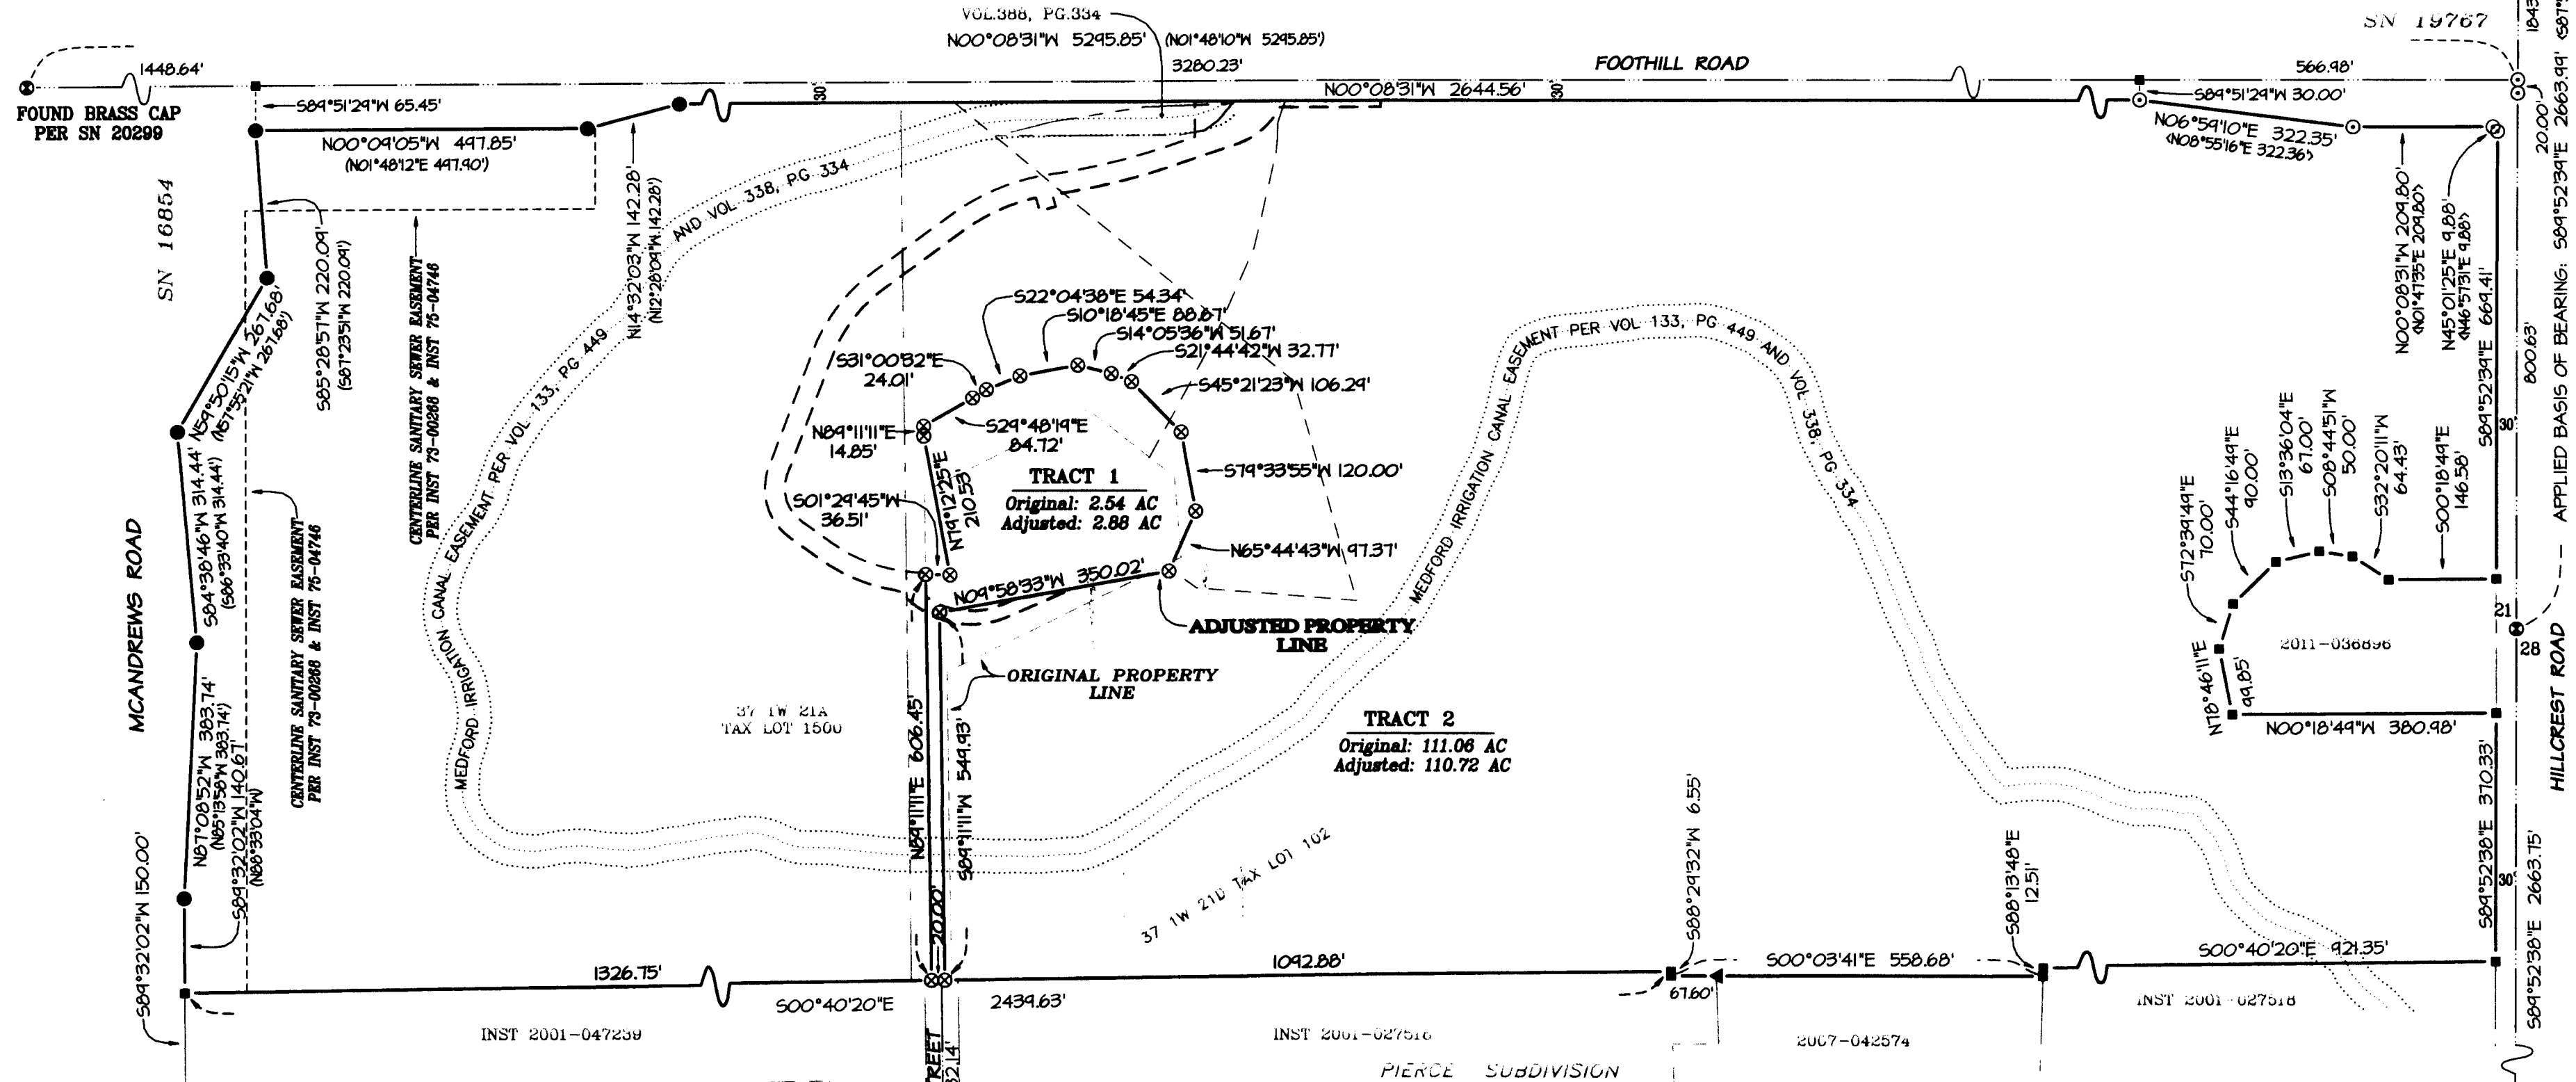 VOL.388, PG.334
N00°08'31"W 5295.85' (N01°48'10"W 5295.85')
3280.23'
FOOTHILL ROAD
SN 19767
1448.64'
566.98'
FOUND BRASS CAP
PER SN 20299
S89°51'29"W 65.45'
30'
N00°08'31"W 2644.56'
30'
S89°51'29"W 30.00'
20.00'
N00°09'05"W 497.85'
(N01°48'12"E 497.90')
N06°59'10"E 322.35'
<N08°55'16"E 322.36'>
SN 16854
S85°28'57"W 220.09'
(S87°23'51"W 220.09')
N14°32'03"W 142.28'
(N12°28'09"W 142.28')
N00°08'31"W 209.80'
<N01°47'35"E 209.80'>
N45°01'25"E 9.88'
<N46°57'31"E 9.88'>
S89°52'39"E 669.41'
800.63'
30'
APPLIED BASIS OF BEARING: S89°52'39"E 2663.99'
CENTERLINE SANITARY SEWER EASEMENT
PER INST 73-00268 & INST 75-04746
N59°50'15"W 267.68'
(N57°55'21"W 267.68')
S84°38'46"W 314.44'
(S86°33'40"W 314.44')
MCANDREWS ROAD
CENTERLINE SANITARY SEWER EASEMENT
PER INST 73-00268 & INST 75-04746
N87°08'52"W 383.74'
(N85°13'58"W 383.74')
S89°32'02"W 140.67'
(N88°33'04"W)
S89°32'02"W 150.00'
MEDFORD IRRIGATION CANAL EASEMENT PER VOL 133, PG 449 AND VOL 338, PG 334
S22°04'38"E 54.34'
S10°18'45"E 88.87'
S14°05'36"W 51.67'
S21°44'42"W 32.77'
S31°00'32"E
24.01'
S45°21'23"W 106.29'
N89°11'11"E
14.85'
S29°48'19"E
84.72'
S79°33'55"W 120.00'
N79°12'25"E
210.53'
TRACT 1
Original: 2.54 AC
Adjusted: 2.88 AC
S01°29'45"W
36.51'
N65°44'43"W 97.37'
N09°58'33"W 350.02'
ADJUSTED PROPERTY
LINE
ORIGINAL PROPERTY
LINE
MEDFORD IRRIGATION CANAL EASEMENT PER VOL 133, PG 449 AND VOL 338, PG 334
S72°39'49"E
70.00'
S44°16'49"E
90.00'
S13°36'04"E
67.00'
S08°44'51"W
50.00'
S32°20'11"W
64.43'
S00°18'49"E
146.58'
21
28
2011-036896
N78°46'11"E
99.85'
N00°18'49"W 380.98'
HILLCREST ROAD
37 1W 21A
TAX LOT 1500
N89°11'11"E 606.45'
S89°11'11"W 549.93'
20.00'
TRACT 2
Original: 111.06 AC
Adjusted: 110.72 AC
37 1W 21D TAX LOT 102
S88°29'32"W 6.55'
S88°13'48"E
12.51'
S89°52'38"E 370.33'
30'
S89°52'38"E 2663.75'
1326.75'
S00°40'20"E
2439.63'
1092.88'
67.60'
S00°03'41"E 558.68'
S00°40'20"E 921.35'
INST 2001-047239
INST 2001-027518
2007-042574
INST 2001-027518
PIERCE SUBDIVISION